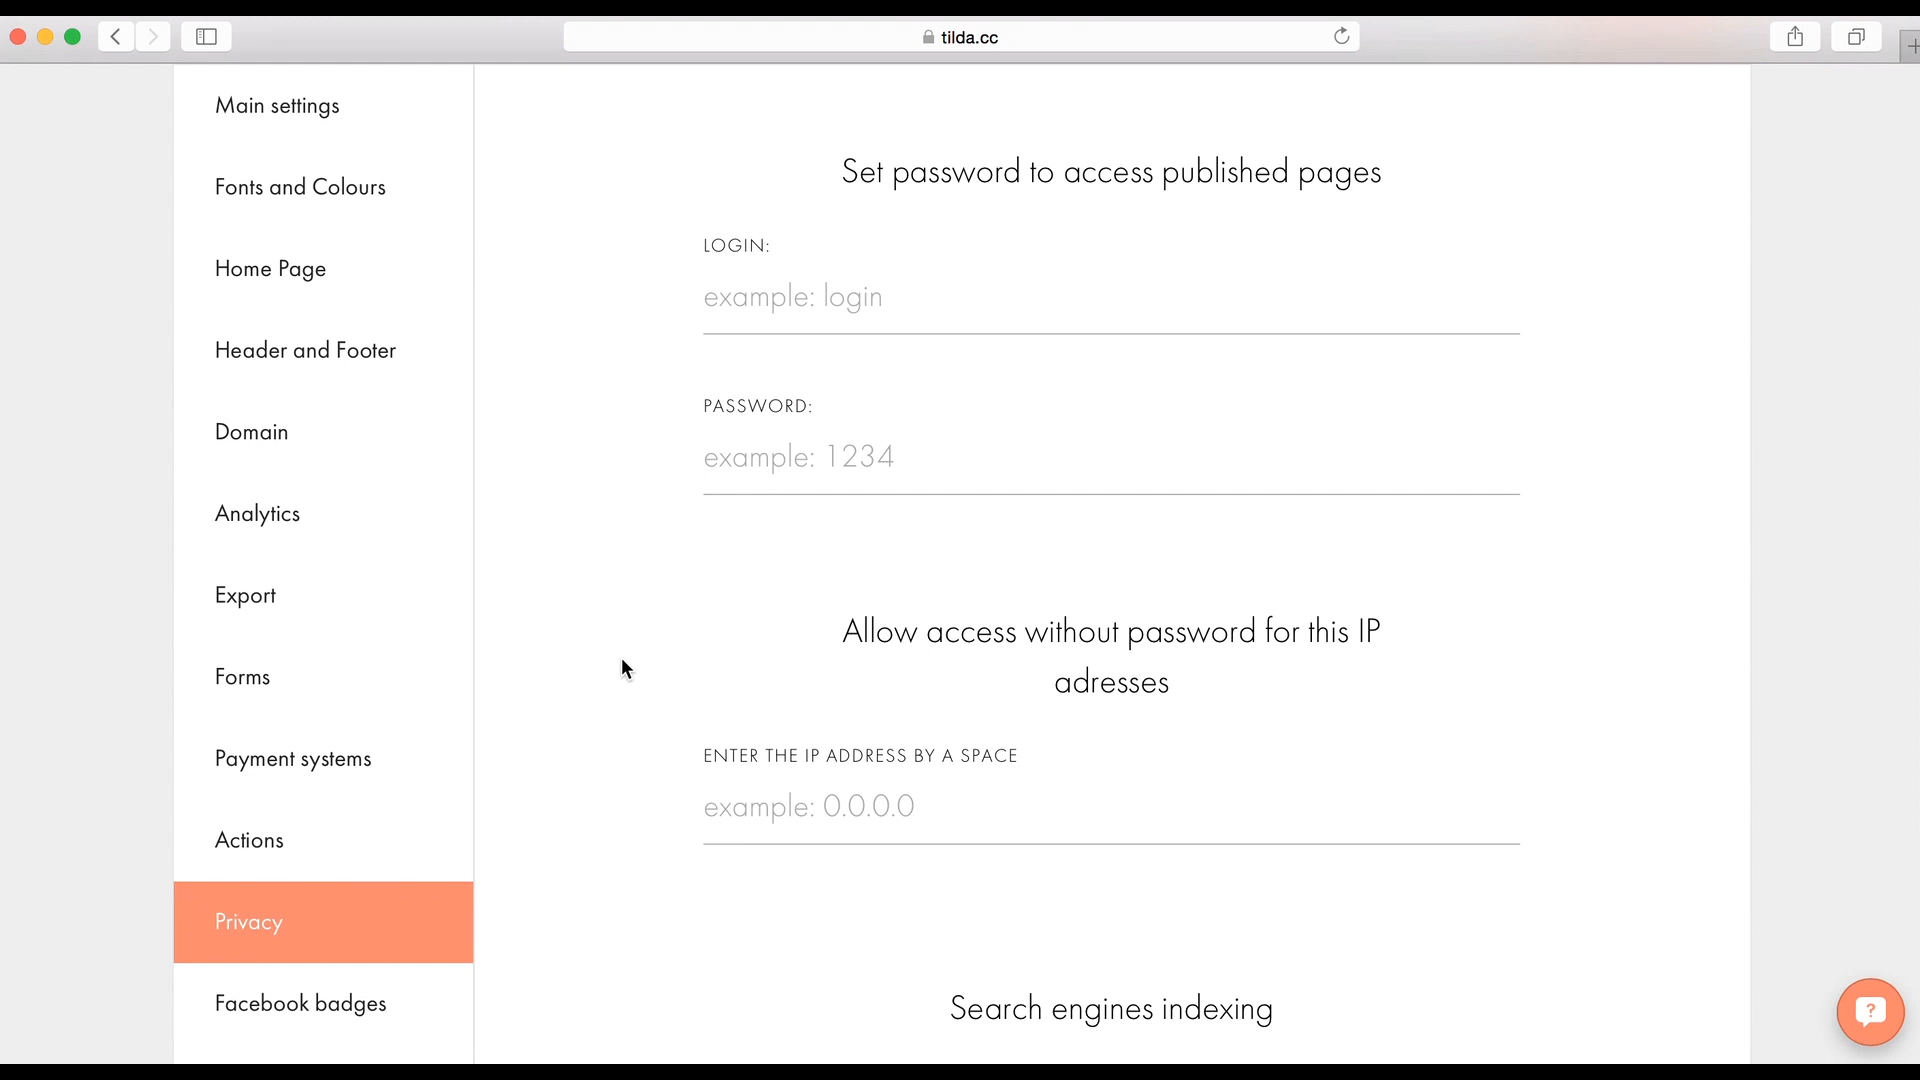 tilda.cc
Main settings
Fonts and Colours
Home Page
Header and Footer
Domain
Analytics
Export
Forms
Payment systems
Actions
Privacy
Facebook badges
Set password to access published pages
LOGIN:
example: login
PASSWORD:
example: 1234
Allow access without password for this IP
adresses
ENTER THE IP ADDRESS BY A SPACE
example: 0.0.0.0
Search engines indexing
?